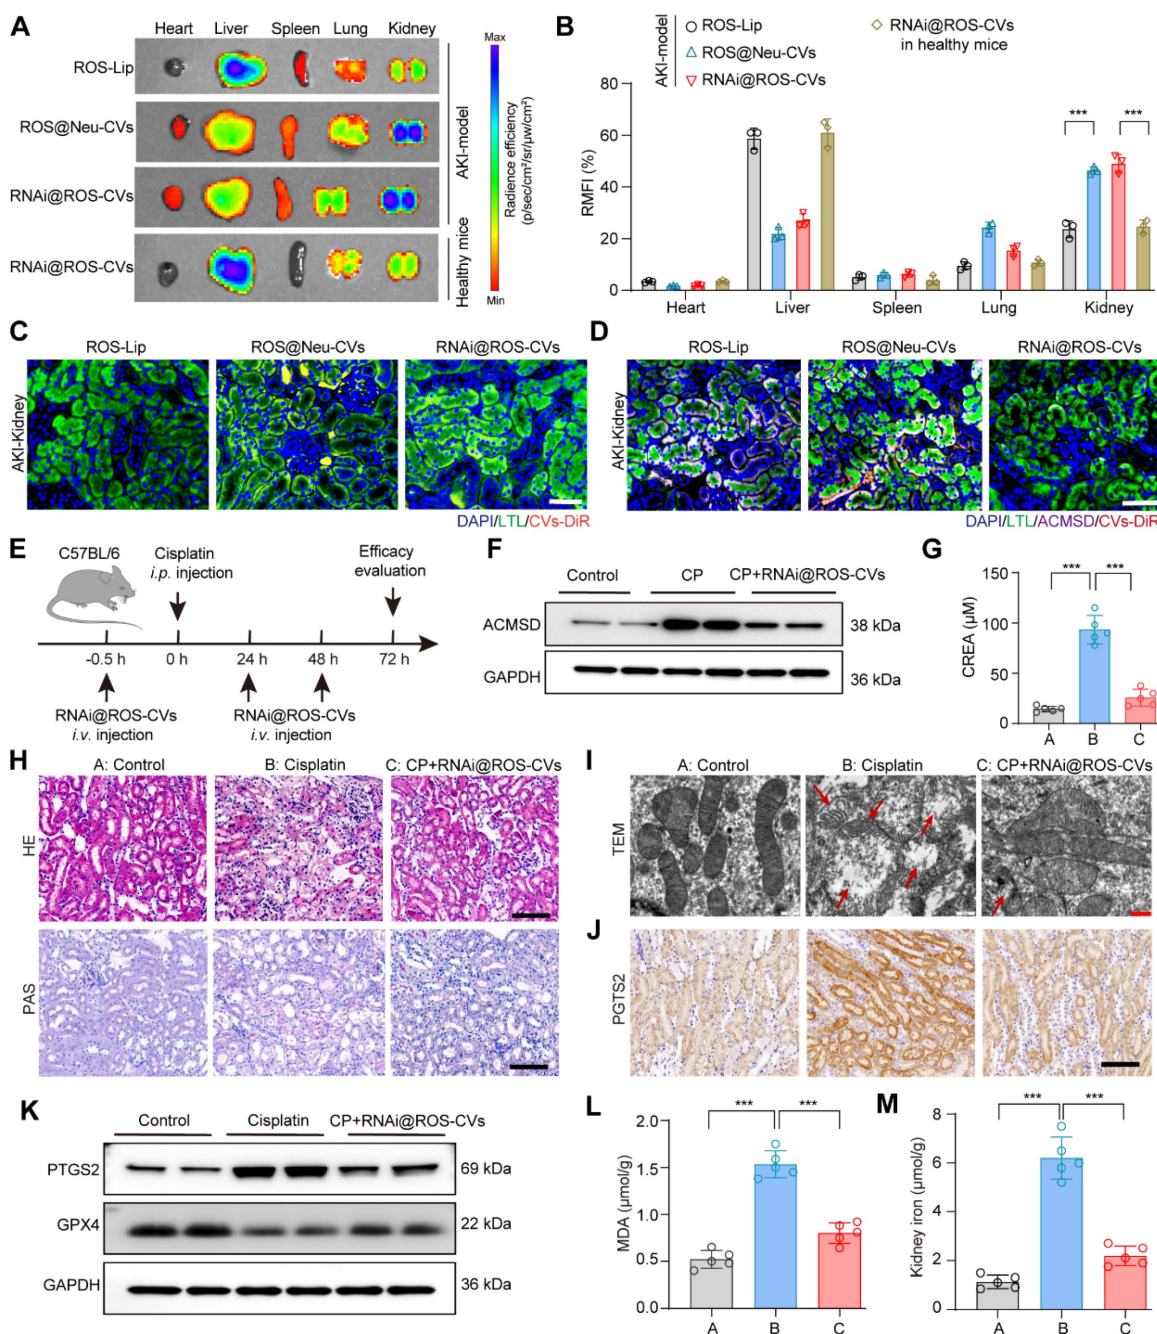 A
Heart Liver Spleen Lung Kidney
ROS-Lip
ROS@Neu-CVs
RNAi@ROS-CVs
RNAi@ROS-CVs
AKI-model
Healthy mice
Max
Radience efficiency
(p/sec/cm²/sr/μw/cm²)
Min
B
AKI-model
ROS-Lip
ROS@Neu-CVs
RNAi@ROS-CVs
RNAi@ROS-CVs
in healthy mice
RMFI (%)
80
60
40
20
0
*** ***
Heart Liver Spleen Lung Kidney
C
ROS-Lip ROS@Neu-CVs RNAi@ROS-CVs
AKI-Kidney
DAPI/LTL/CVs-DiR
D
ROS-Lip ROS@Neu-CVs RNAi@ROS-CVs
AKI-Kidney
DAPI/LTL/ACMSD/CVs-DiR
E
C57BL/6
Cisplatin
i.p. injection
Efficacy
evaluation
-0.5 h 0 h 24 h 48 h 72 h
RNAi@ROS-CVs
i.v. injection
RNAi@ROS-CVs
i.v. injection
F
Control CP CP+RNAi@ROS-CVs
ACMSD 38 kDa
GAPDH 36 kDa
G
CREA (μM)
150
100
50
0
*** ***
A B C
H
A: Control B: Cisplatin C: CP+RNAi@ROS-CVs
HE
PAS
I
A: Control B: Cisplatin C: CP+RNAi@ROS-CVs
TEM
J
PGTS2
K
Control Cisplatin CP+RNAi@ROS-CVs
PTGS2 69 kDa
GPX4 22 kDa
GAPDH 36 kDa
L
MDA (μmol/g)
2.0
1.5
1.0
0.5
0.0
*** ***
A B C
M
Kidney iron (μmol/g)
8
6
4
2
0
*** ***
A B C